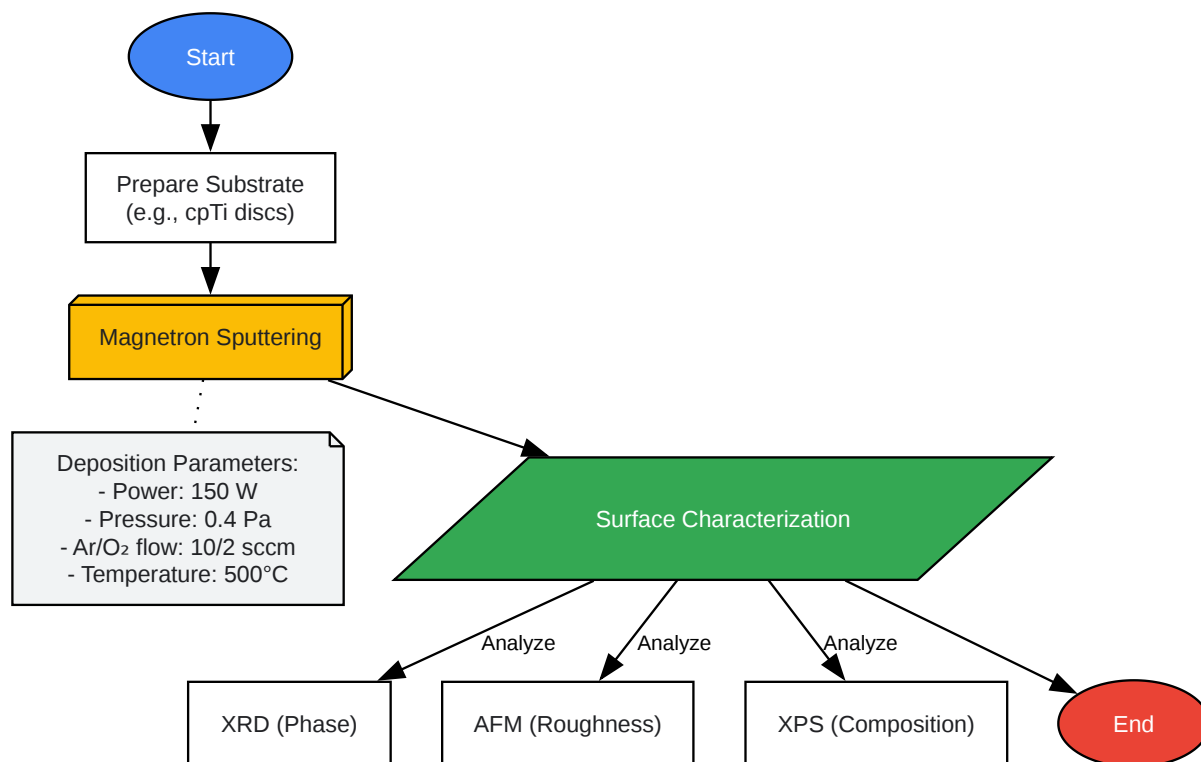 Start
Prepare Substrate
(e.g., cpTi discs)
Magnetron Sputtering
Deposition Parameters:
- Power: 150 W
- Pressure: 0.4 Pa
- Ar/O₂ flow: 10/2 sccm
- Temperature: 500°C
Surface Characterization
Analyze
Analyze
Analyze
XRD (Phase)
AFM (Roughness)
XPS (Composition)
End